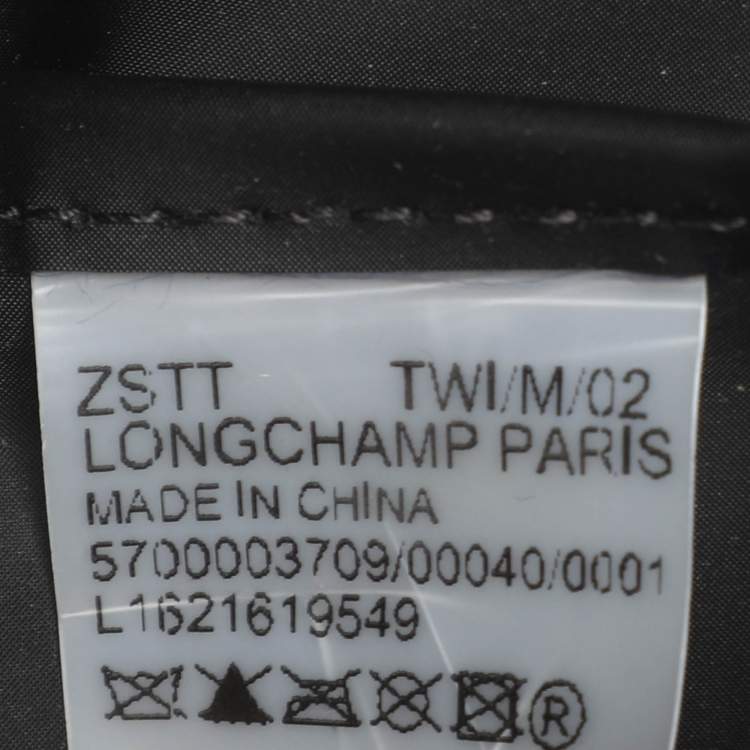 ZSTT TWI/M/02
LONGCHAMP PARIS
MADE IN CHINA
5700003709/00040/0001
L1621619549
®